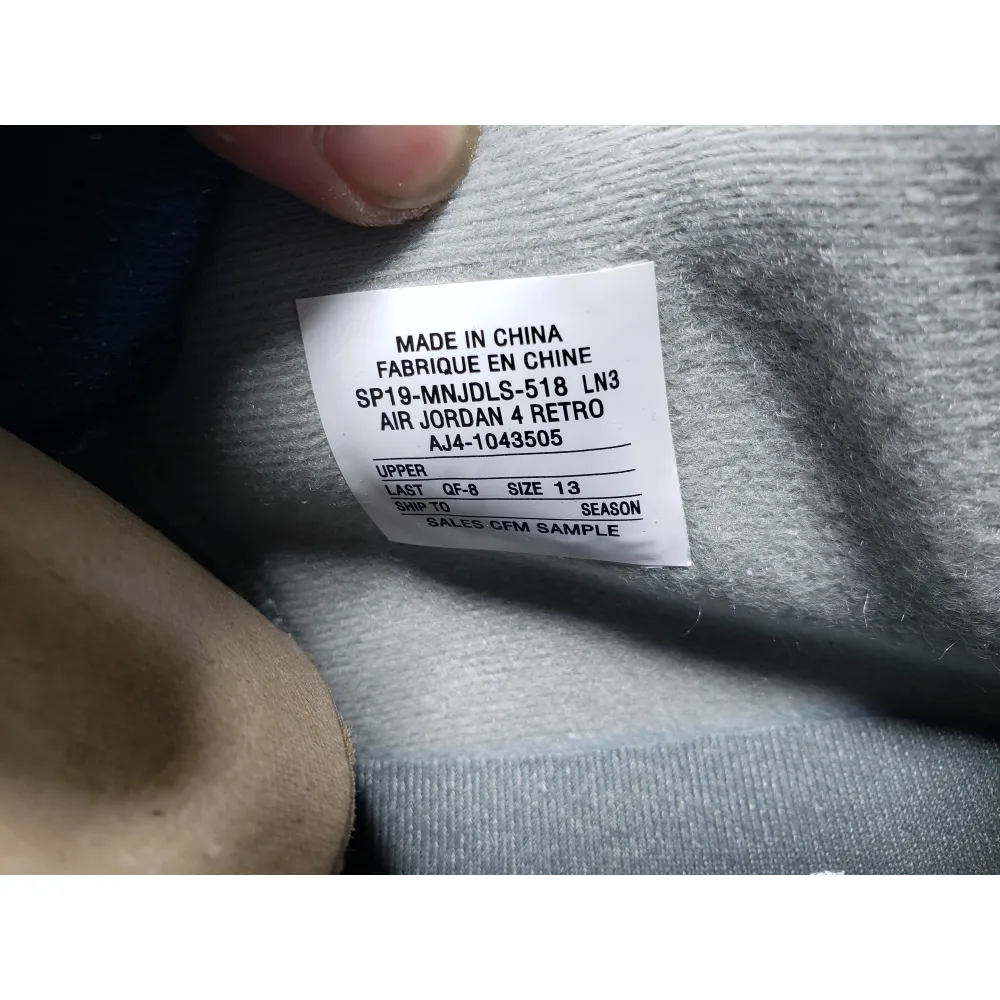 MADE IN CHINA
FABRIQUE EN CHINE
SP19-MNJDLS-518 LN3
AIR JORDAN 4 RETRO
AJ4-1043505
UPPER
LAST QF-8 SIZE 13
SHIP TO SEASON
SALES CFM SAMPLE